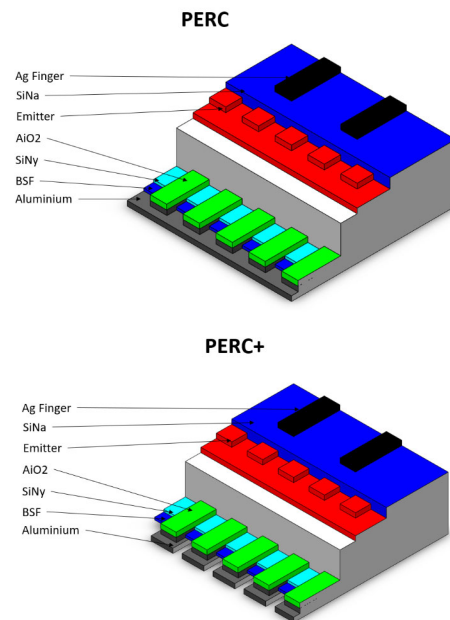 PERC
Ag Finger
SiNa
Emitter
AiO2
SiNy
BSF
Aluminium
PERC+
Ag Finger
SiNa
Emitter
AiO2
SiNy
BSF
Aluminium